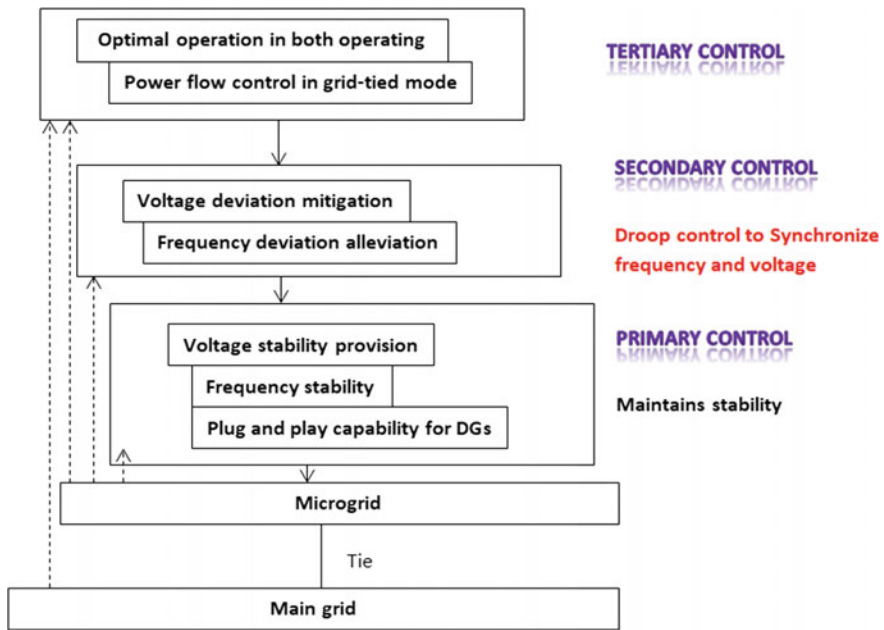 Optimal operation in both operating
Power flow control in grid-tied mode
TERTIARY CONTROL
Voltage deviation mitigation
Frequency deviation alleviation
SECONDARY CONTROL
Droop control to Synchronize
frequency and voltage
Voltage stability provision
Frequency stability
Plug and play capability for DGs
PRIMARY CONTROL
Maintains stability
Microgrid
Tie
Main grid